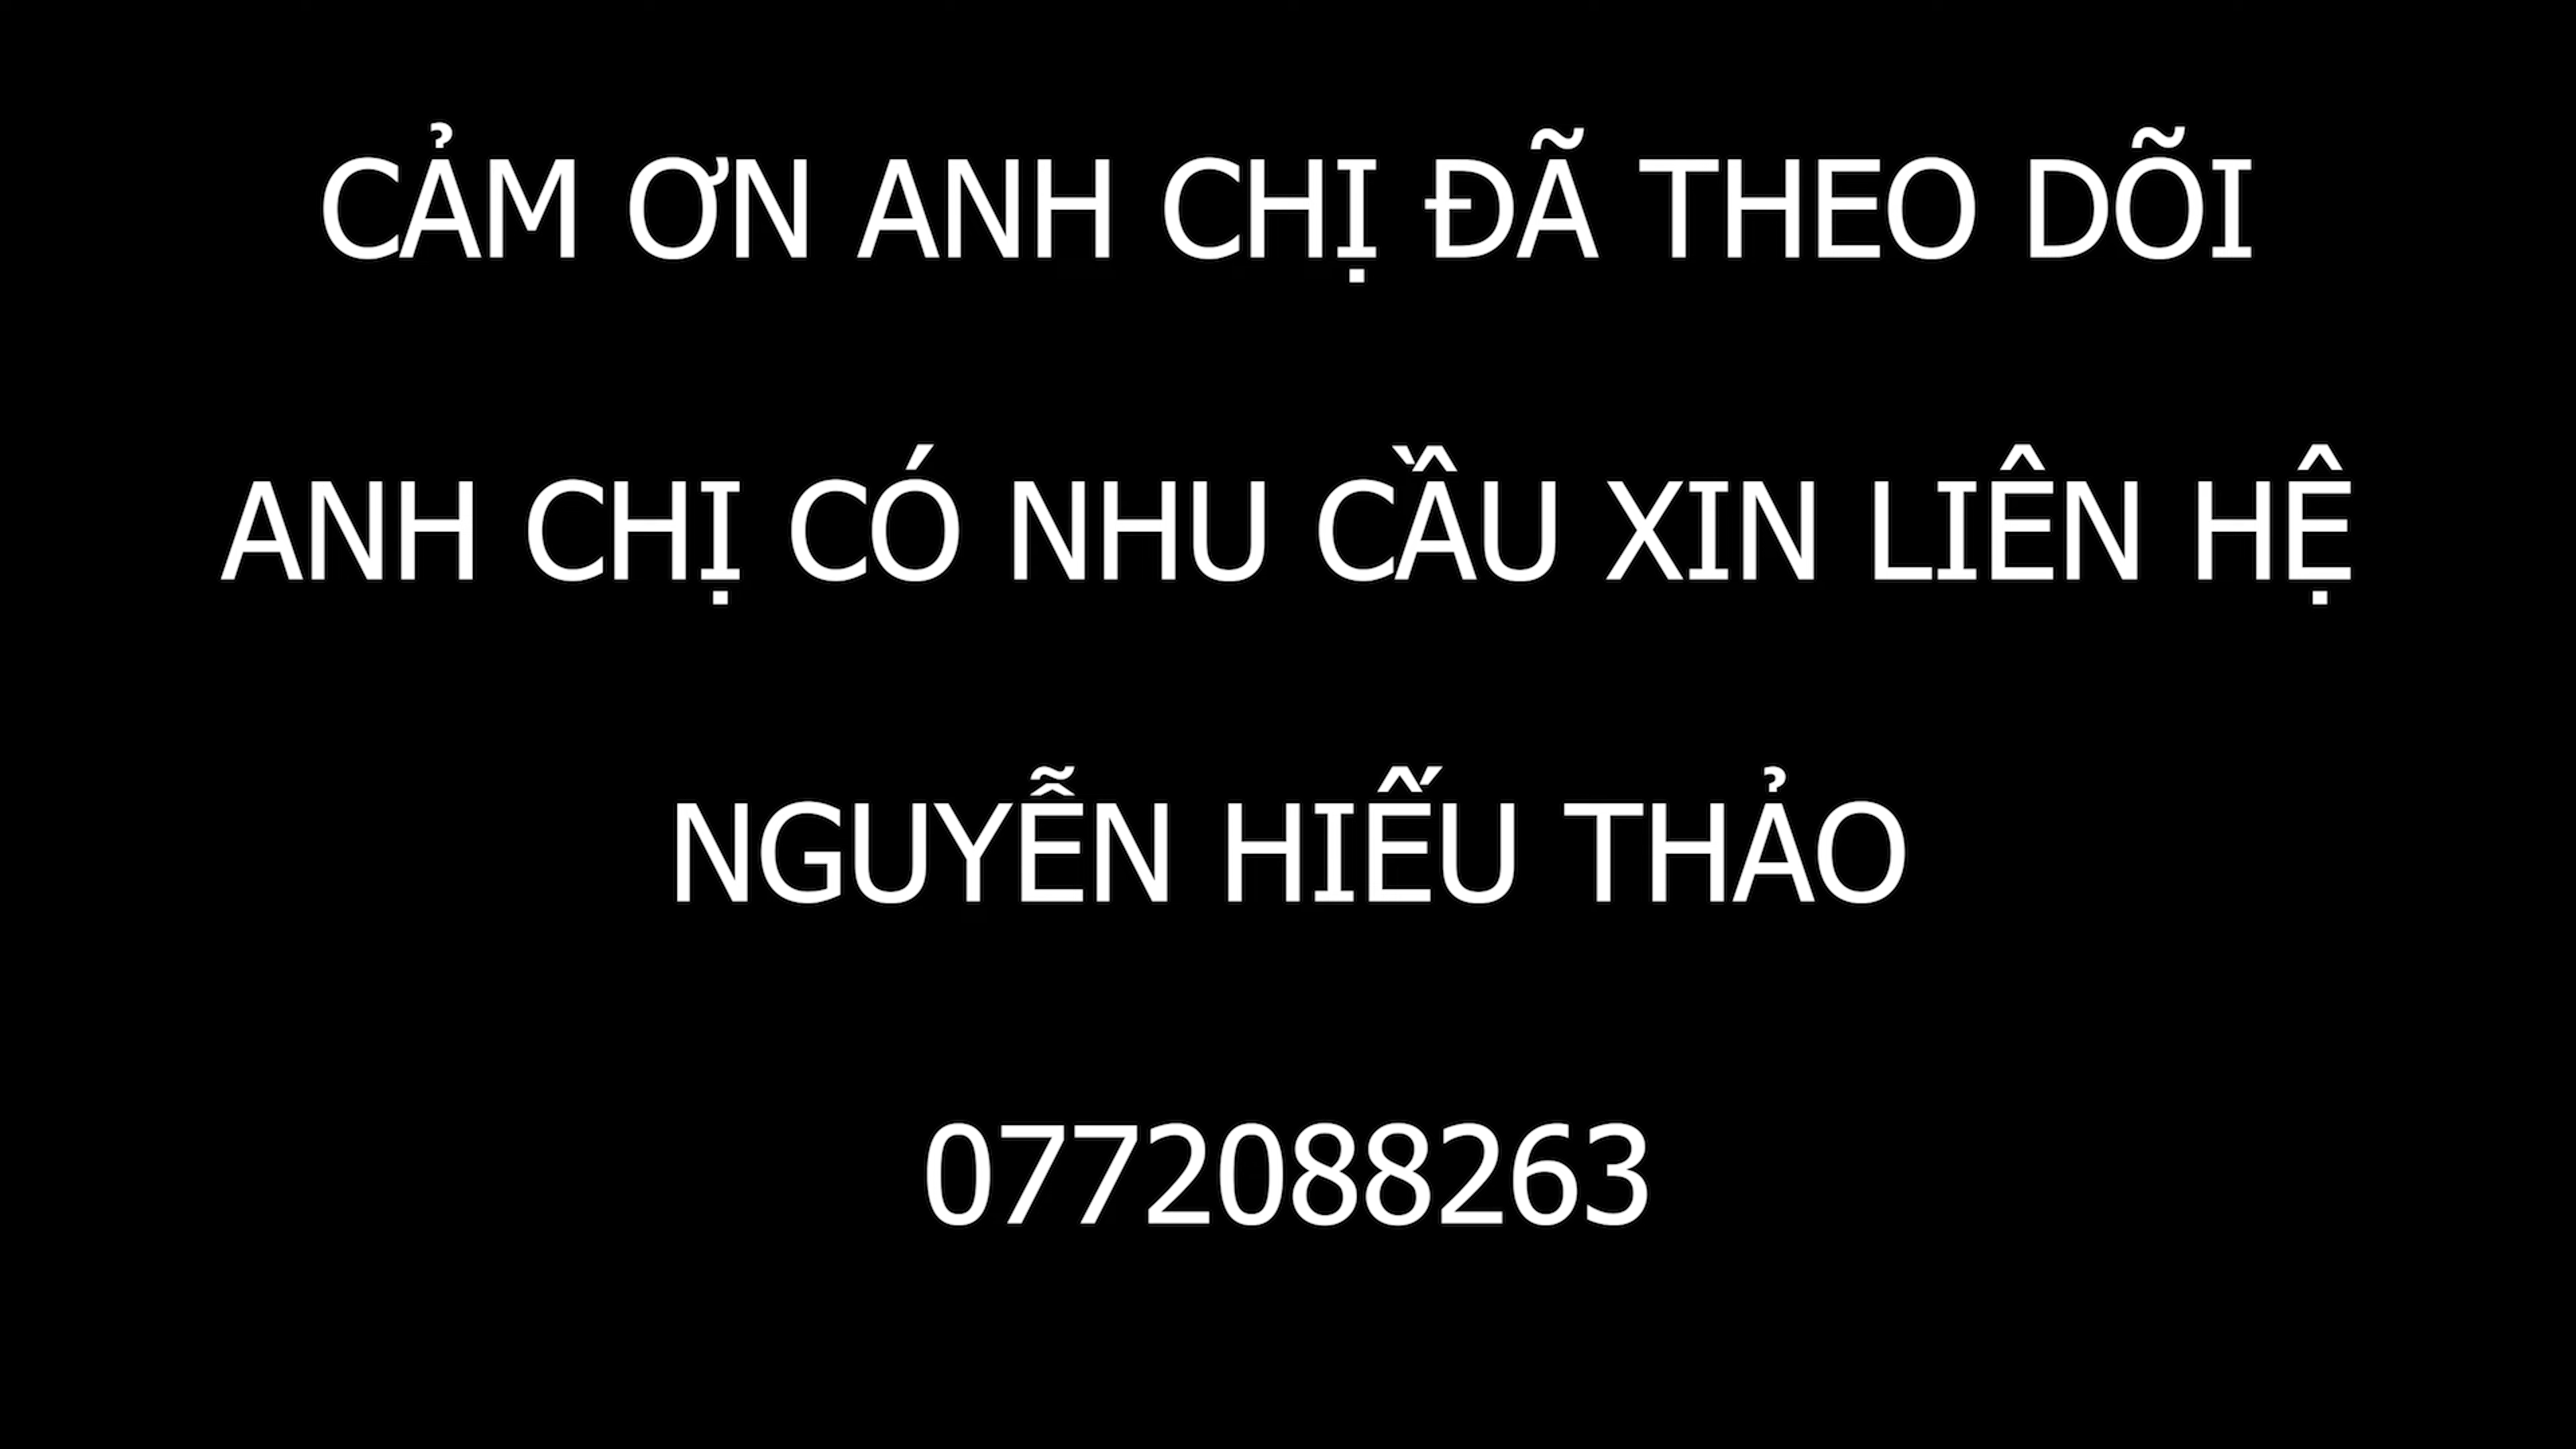 CẢM ƠN ANH CHỊ ĐÃ THEO DÕI
ANH CHỊ CÓ NHU CẦU XIN LIÊN HỆ
NGUYỄN HIẾU THẢO
0772088263